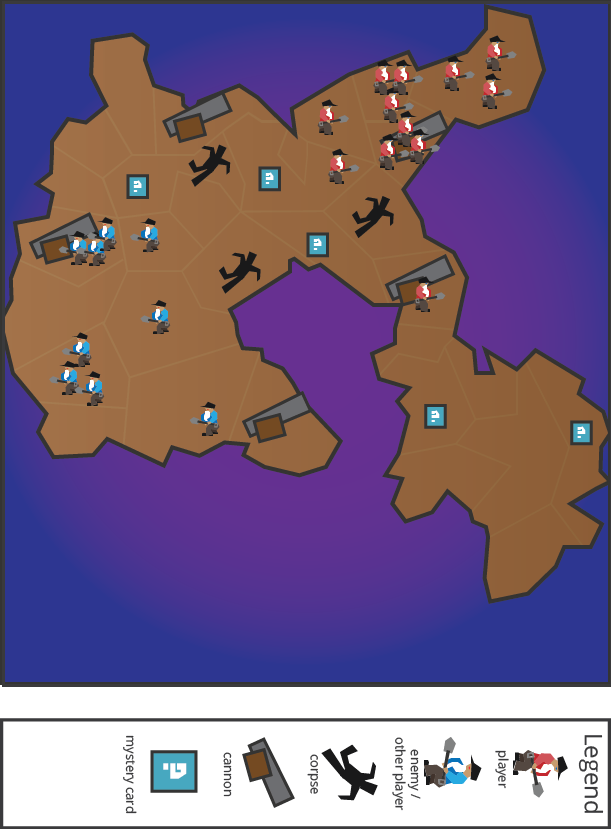 Legend
player
enemy /
other player
corpse
cannon
mystery card